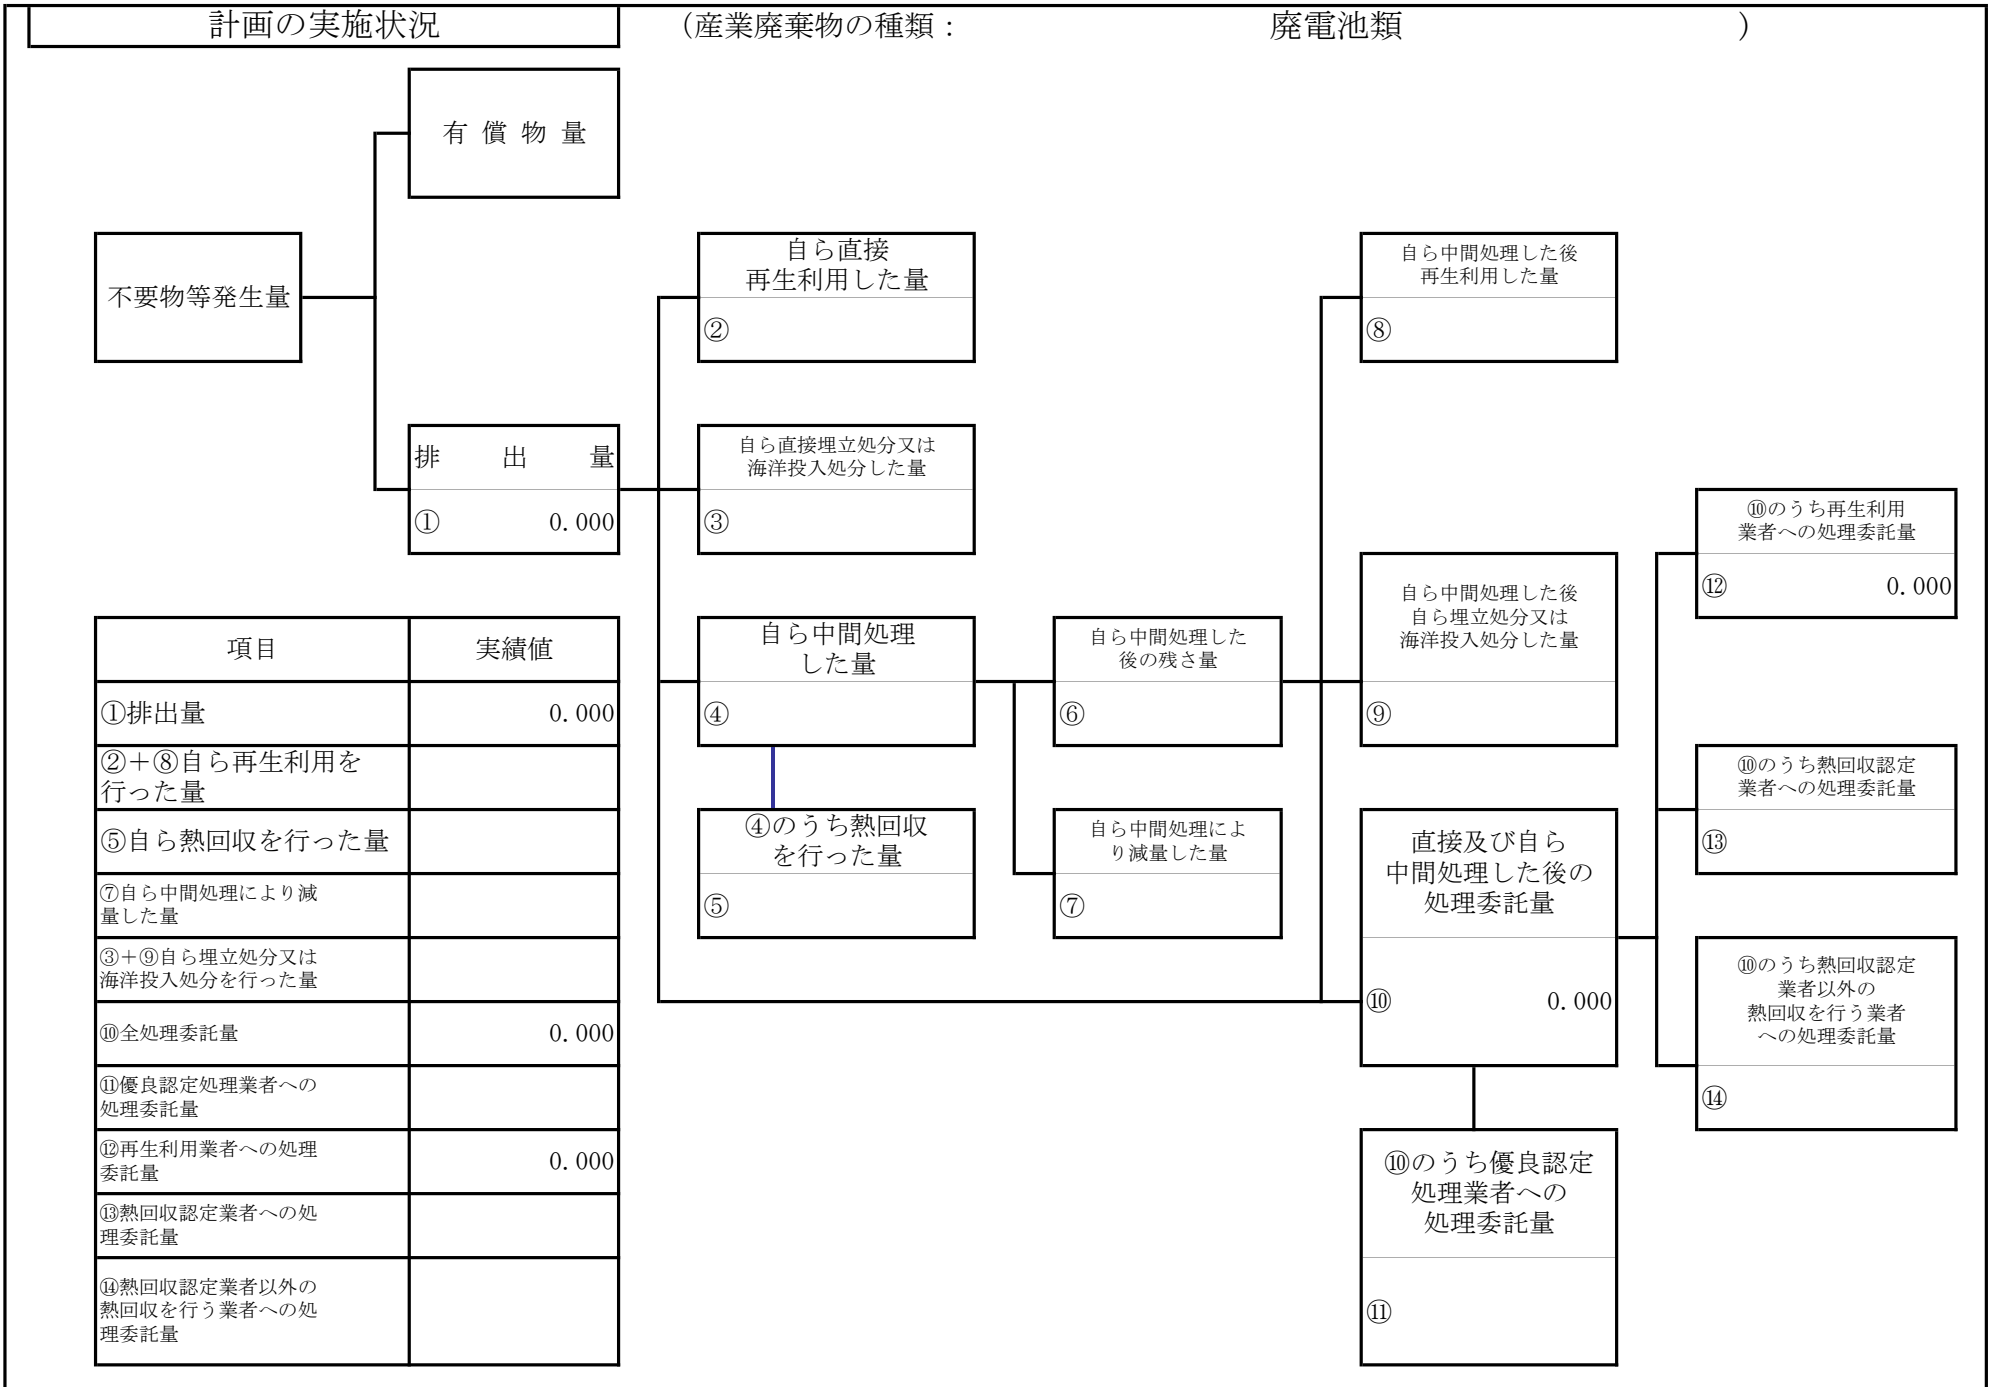 計画の実施状況
（産業廃棄物の種類： 廃電池類 ）
有償物量
不要物等発生量
自ら直接
再生利用した量
②
自ら中間処理した後
再生利用した量
⑧
排出量
① 0.000
自ら直接埋立処分又は
海洋投入処分した量
③
⑩のうち再生利用
業者への処理委託量
⑫ 0.000
自ら中間処理した後
自ら埋立処分又は
海洋投入処分した量
⑨
自ら中間処理
した量
④
自ら中間処理した
後の残さ量
⑥
④のうち熱回収
を行った量
⑤
自ら中間処理によ
り減量した量
⑦
直接及び自ら
中間処理した後の
処理委託量
⑩ 0.000
⑩のうち熱回収認定
業者への処理委託量
⑬
⑩のうち熱回収認定
業者以外の
熱回収を行う業者
への処理委託量
⑭
⑩のうち優良認定
処理業者への
処理委託量
⑪
項目 実績値
①排出量 0.000
②＋⑧自ら再生利用を
行った量
⑤自ら熱回収を行った量
⑦自ら中間処理により減
量した量
③＋⑨自ら埋立処分又は
海洋投入処分を行った量
⑩全処理委託量 0.000
⑪優良認定処理業者への
処理委託量
⑫再生利用業者への処理
委託量 0.000
⑬熱回収認定業者への処
理委託量
⑭熱回収認定業者以外の
熱回収を行う業者への処
理委託量